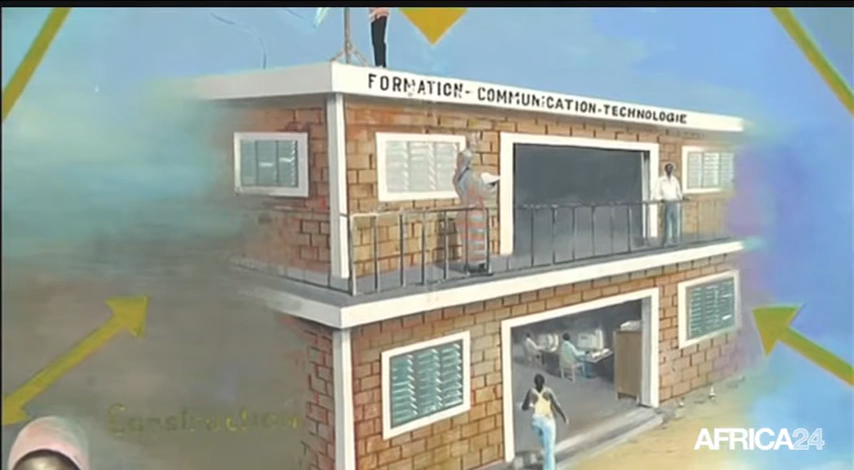 FORMATION- COMMUNICATION-TECHNOLOGIE
Construction
AFRICA24